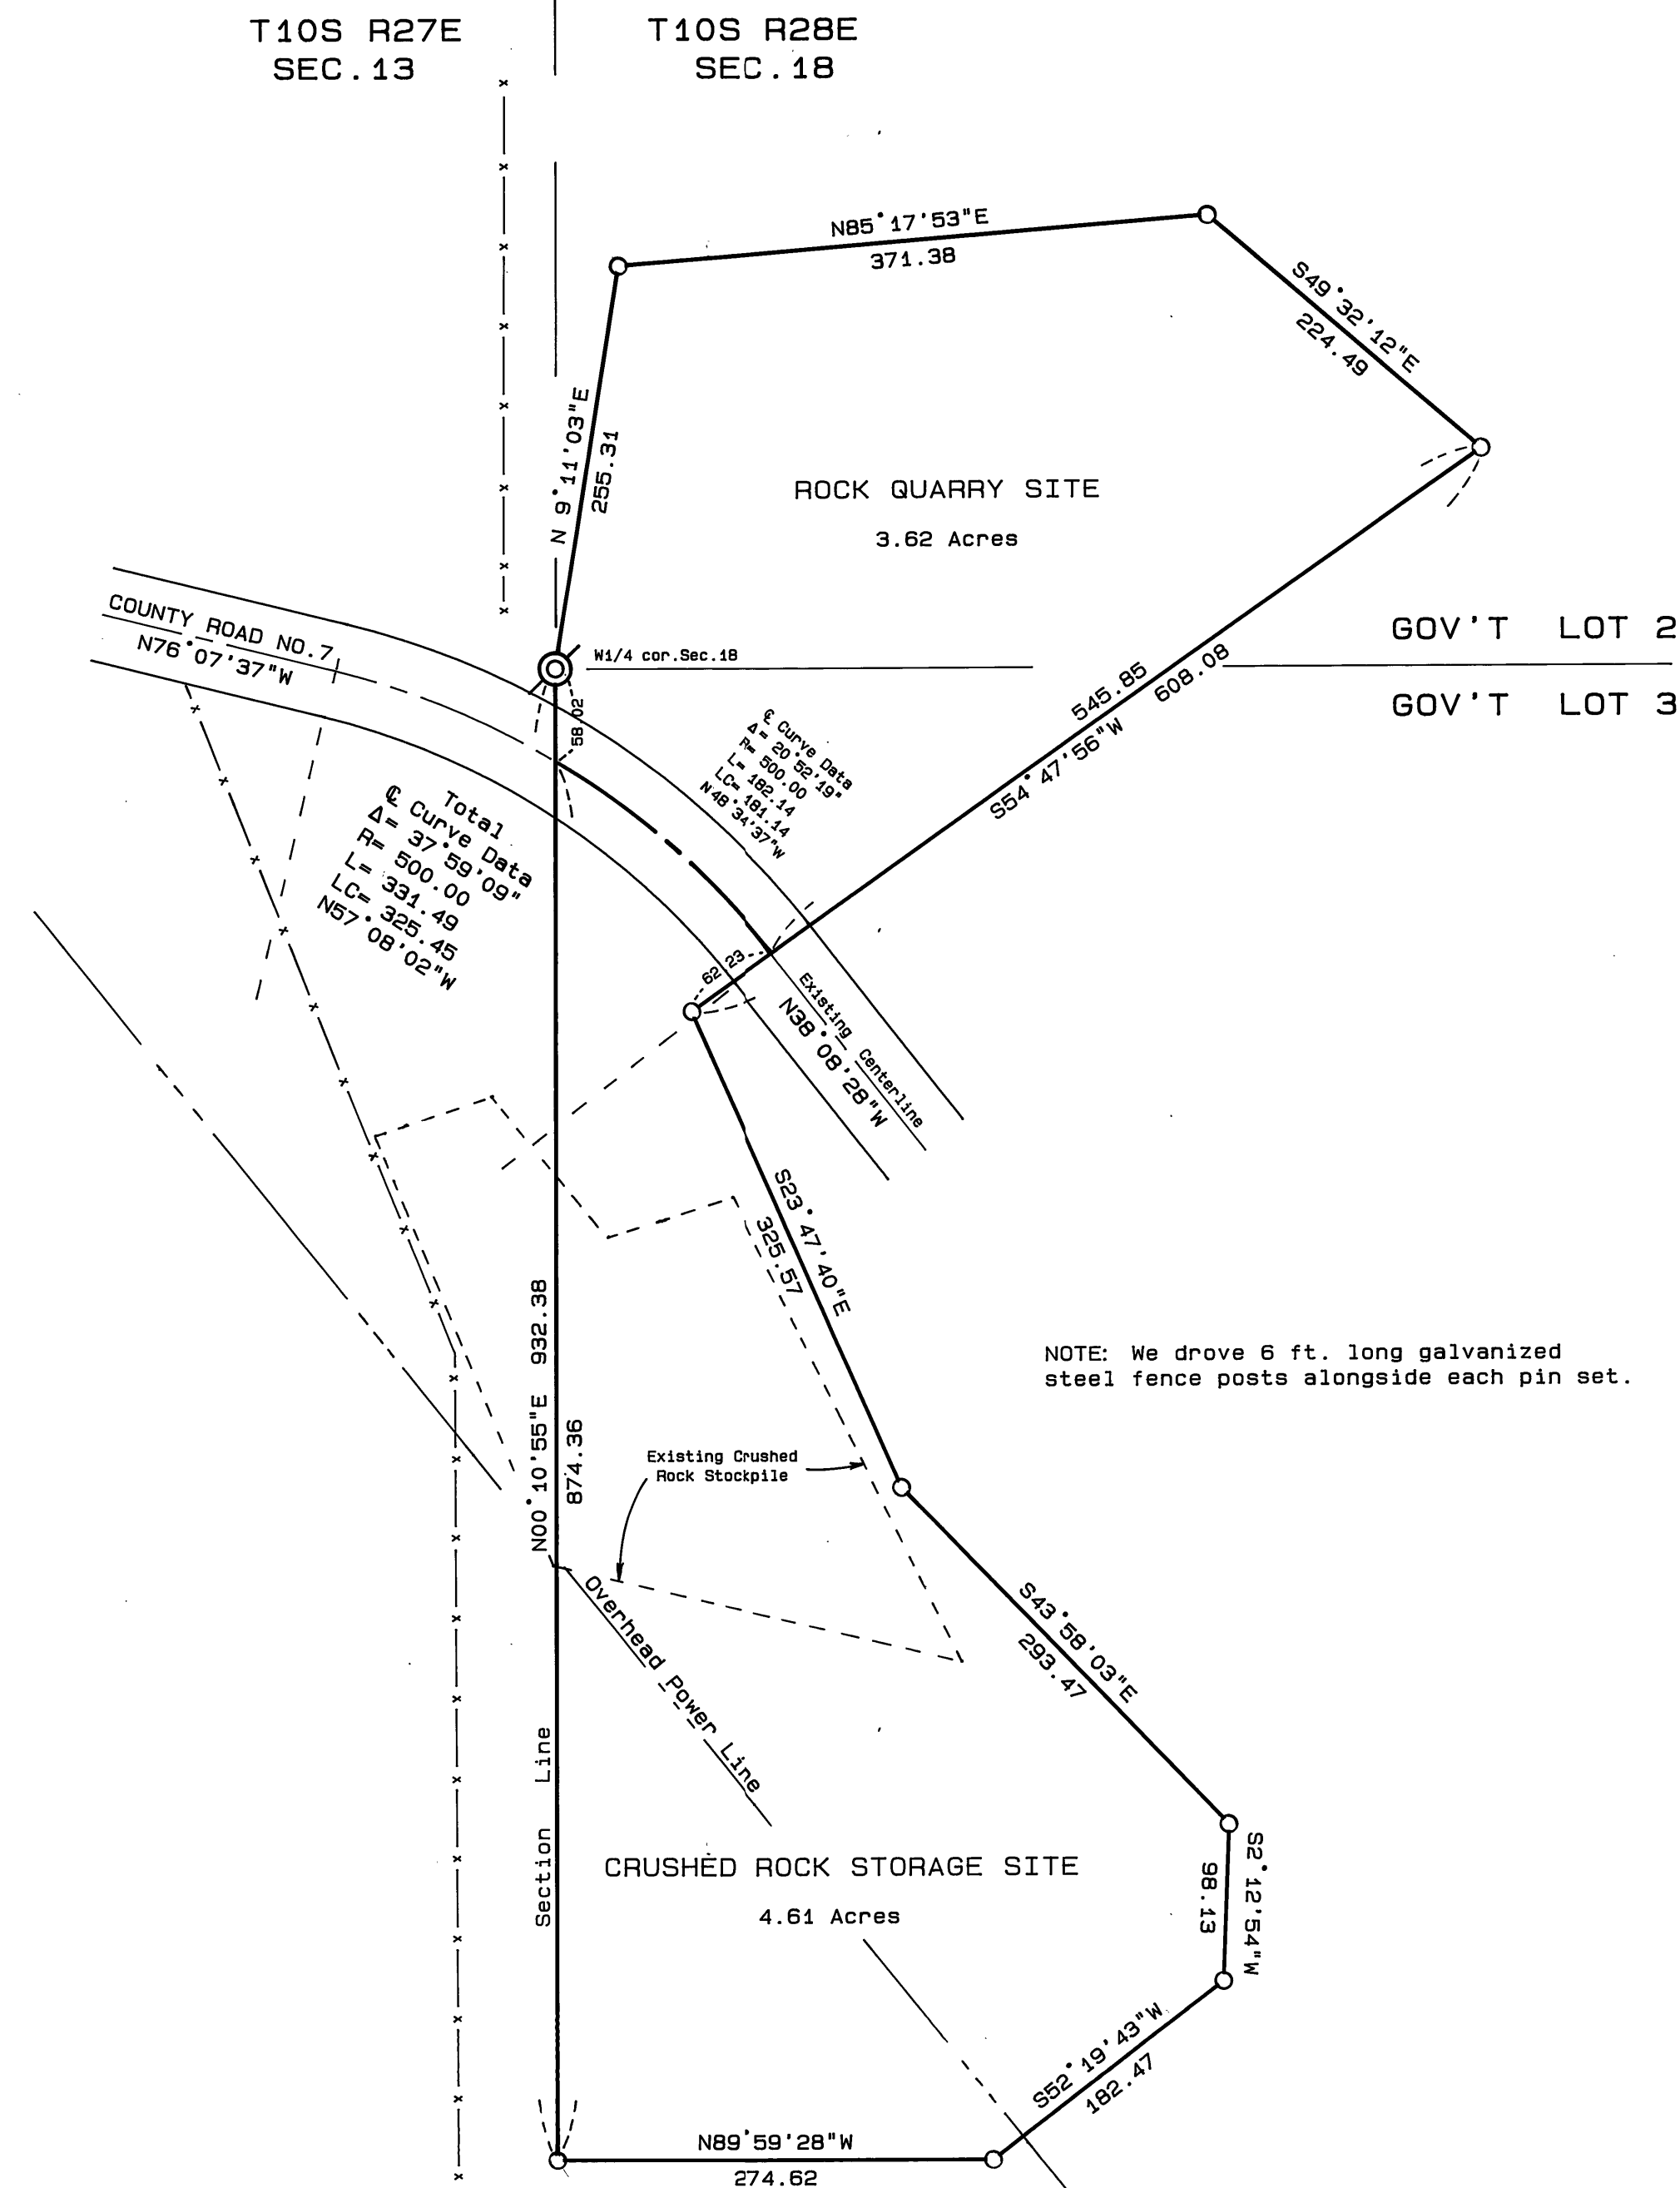 T10S R27E
SEC.13
T10S R28E
SEC.18
N85°17'53"E
371.38
S49°32'12"E
224.49
N 9°11'03"E
255.31
ROCK QUARRY SITE
3.62 Acres
COUNTY ROAD NO.7
N76°07'37"W
W1/4 cor.Sec.18
GOV'T LOT 2
GOV'T LOT 3
545.85
S54°47'56"W 608.08
58.02
℄ Curve Data
Δ= 20°52'19"
R= 500.00
L= 182.14
LC= 181.14
N48°34'37"W
Total
℄ Curve Data
Δ= 37°59'09"
R= 500.00
L= 331.49
LC= 325.45
N57°08'02"W
62.23
Existing Centerline
N38°08'28"W
S23°47'40"E
325.57
N00°10'55"E 932.38
874.36
NOTE: We drove 6 ft. long galvanized
steel fence posts alongside each pin set.
Existing Crushed
Rock Stockpile
Overhead Power Line
S43°58'03"E
293.47
Section Line
CRUSHED ROCK STORAGE SITE
4.61 Acres
S2°12'54"W
98.13
S52°19'43"W
182.47
N89°59'28"W
274.62